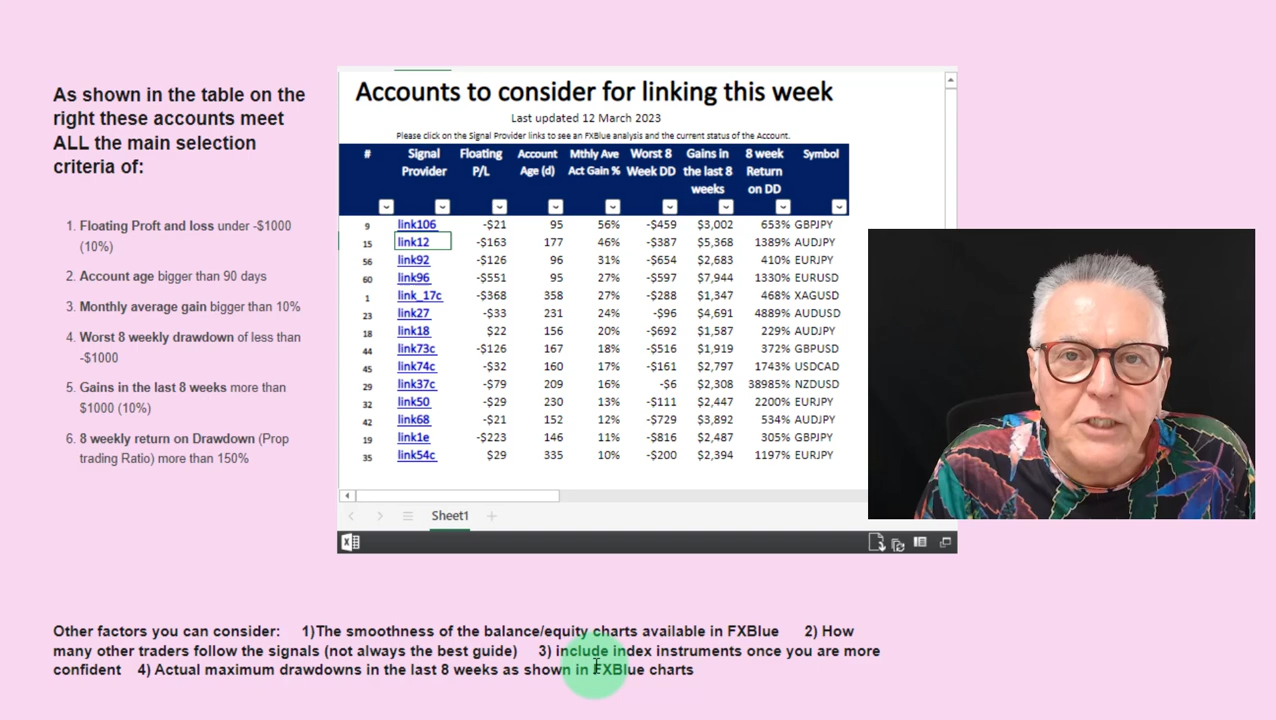 As shown in the table on the
right these accounts meet
ALL the main selection
criteria of:
1. Floating Proft and loss under -$1000
(10%)
2. Account age bigger than 90 days
3. Monthly average gain bigger than 10%
4. Worst 8 weekly drawdown of less than
-$1000
5. Gains in the last 8 weeks more than
$1000 (10%)
6. 8 weekly return on Drawdown (Prop
trading Ratio) more than 150%
Accounts to consider for linking this week
Last updated 12 March 2023
Please click on the Signal Provider links to see an FXBlue analysis and the current status of the Account.
# Signal Floating Account Mthly Ave Worst 8 Gains in 8 week Symbol
Provider P/L Age (d) Act Gain % Week DD the last 8 Return
weeks on DD
9 link106 -$21 95 56% -$459 $3,002 653% GBPJPY
15 link12 -$163 177 46% -$387 $5,368 1389% AUDJPY
56 link92 -$126 96 31% -$654 $2,683 410% EURJPY
60 link96 -$551 95 27% -$597 $7,944 1330% EURUSD
1 link_17c -$368 358 27% -$288 $1,347 468% XAGUSD
23 link27 -$33 231 24% -$96 $4,691 4889% AUDUSD
18 link18 $22 156 20% -$692 $1,587 229% AUDJPY
44 link73c -$126 167 18% -$516 $1,919 372% GBPUSD
45 link74c -$32 160 17% -$161 $2,797 1743% USDCAD
29 link37c -$79 209 16% -$6 $2,308 38985% NZDUSD
32 link50 -$29 230 13% -$111 $2,447 2200% EURJPY
42 link68 -$21 152 12% -$729 $3,892 534% AUDJPY
19 link1e -$223 146 11% -$816 $2,487 305% GBPJPY
35 link54c $29 335 10% -$200 $2,394 1197% EURJPY
Sheet1
Other factors you can consider: 1)The smoothness of the balance/equity charts available in FXBlue 2) How
many other traders follow the signals (not always the best guide) 3) include index instruments once you are more
confident 4) Actual maximum drawdowns in the last 8 weeks as shown in FXBlue charts